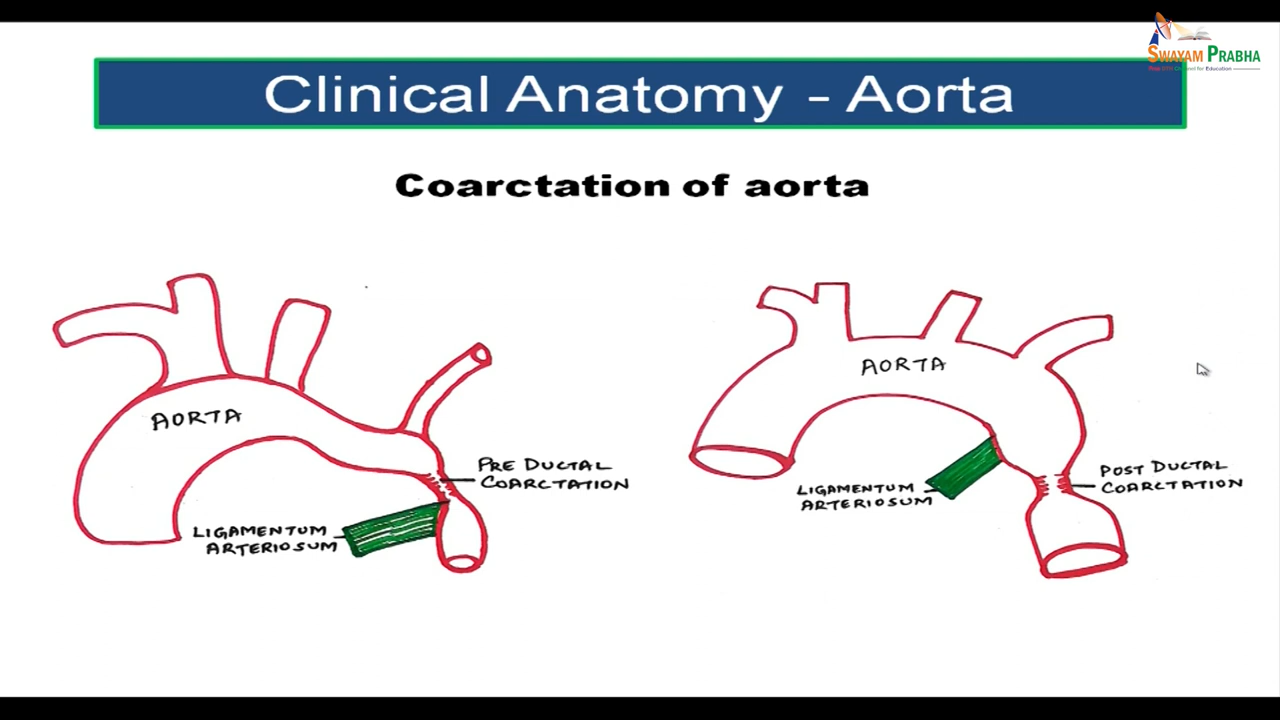 SWAYAM PRABHA
Clinical Anatomy - Aorta
Coarctation of aorta
AORTA
PRE DUCTAL
COARCTATION
LIGAMENTUM
ARTERIOSUM
AORTA
POST DUCTAL
COARCTATION
LIGAMENTUM
ARTERIOSUM